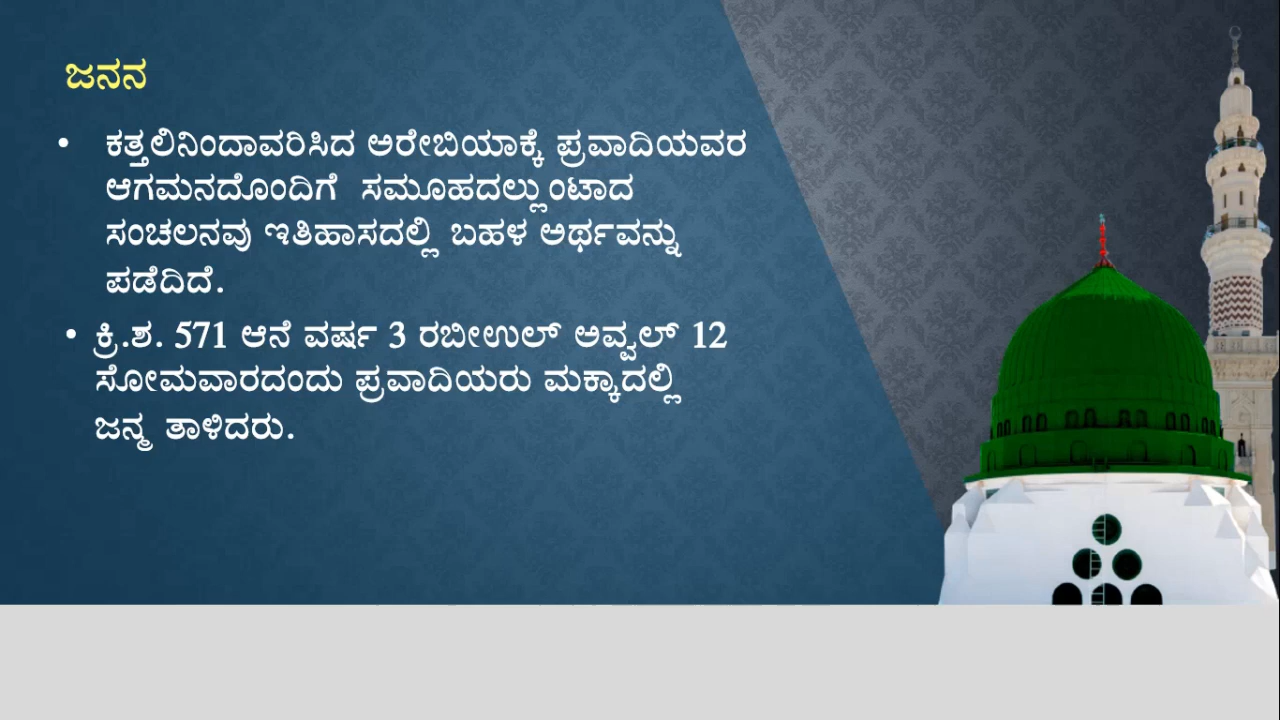 ಜನನ
• ಕತ್ತಲಿನಿಂದಾವರಿಸಿದ ಅರೇಬಿಯಾಕ್ಕೆ ಪ್ರವಾದಿಯವರ
ಆಗಮನದೊಂದಿಗೆ ಸಮೂಹದಲ್ಲುಂಟಾದ
ಸಂಚಲನವು ಇತಿಹಾಸದಲ್ಲಿ ಬಹಳ ಅರ್ಥವನ್ನು
ಪಡೆದಿದೆ.
• ಕ್ರಿ.ಶ. 571 ಆನೆ ವರ್ಷ 3 ರಬೀಉಲ್ ಅವ್ವಲ್ 12
ಸೋಮವಾರದಂದು ಪ್ರವಾದಿಯರು ಮಕ್ಕಾದಲ್ಲಿ
ಜನ್ಮ ತಾಳಿದರು.